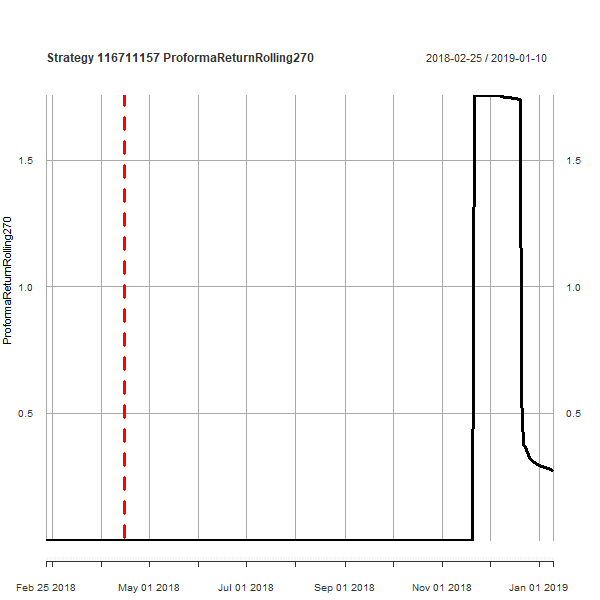 Strategy 116711157 ProformaReturnRolling270
2018-02-25 / 2019-01-10
ProformaReturnRolling270
1.5
1.5
1.0
1.0
0.5
0.5
Feb 25 2018
May 01 2018
Jul 01 2018
Sep 01 2018
Nov 01 2018
Jan 01 2019